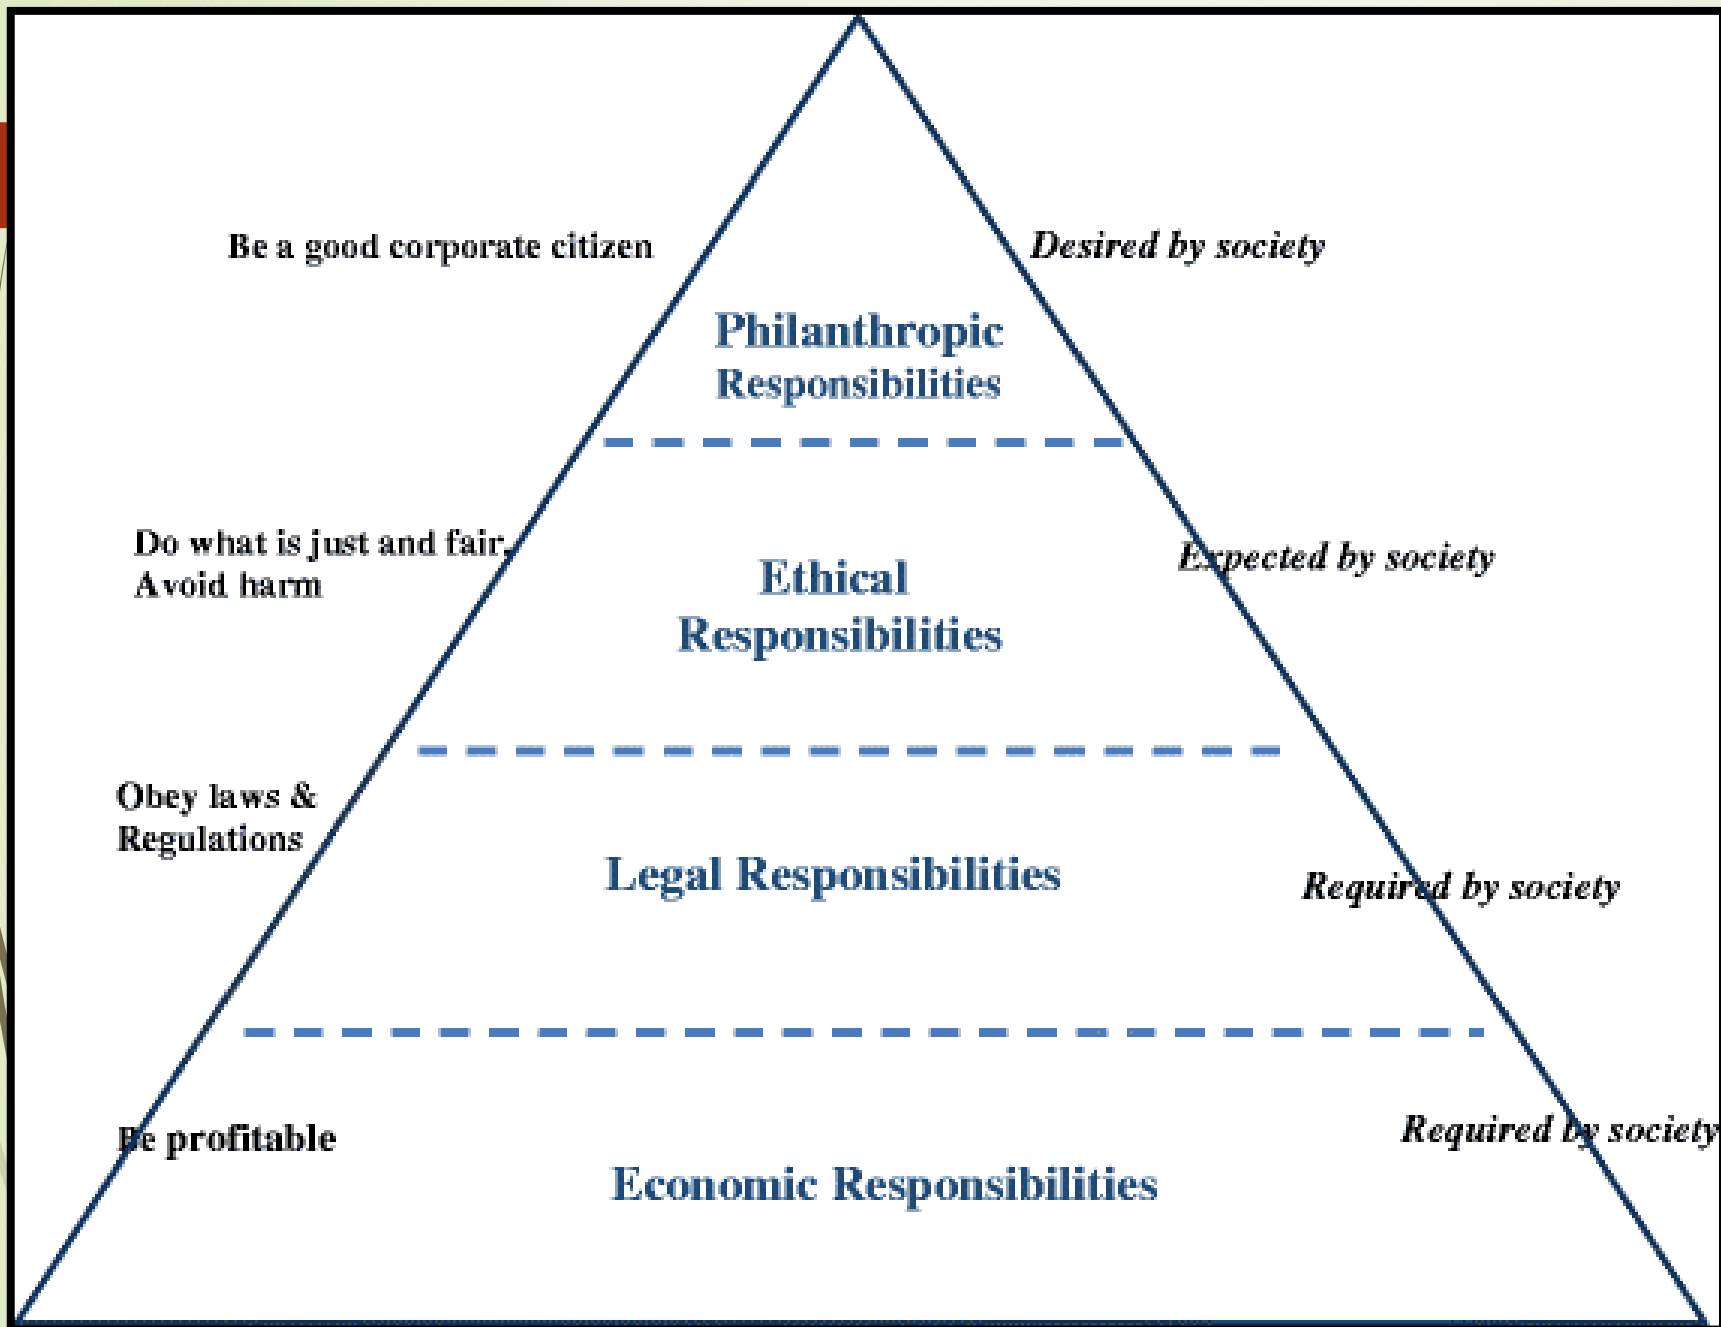 Be a good corporate citizen
Desired by society
Philanthropic
Responsibilities
Do what is just and fair,
Avoid harm
Expected by society
Ethical
Responsibilities
Obey laws &
Regulations
Legal Responsibilities
Required by society
Be profitable
Required by society
Economic Responsibilities